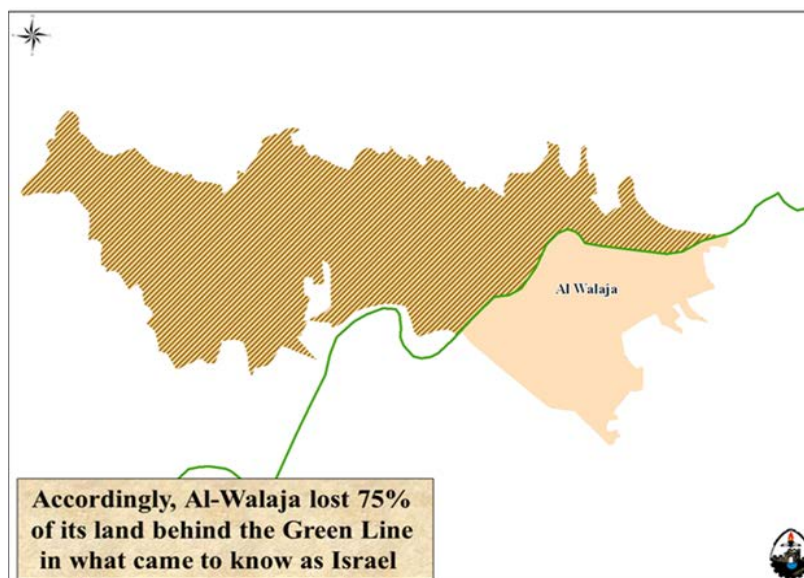 Al Walaja
Accordingly, Al-Walaja lost 75%
of its land behind the Green Line
in what came to know as Israel